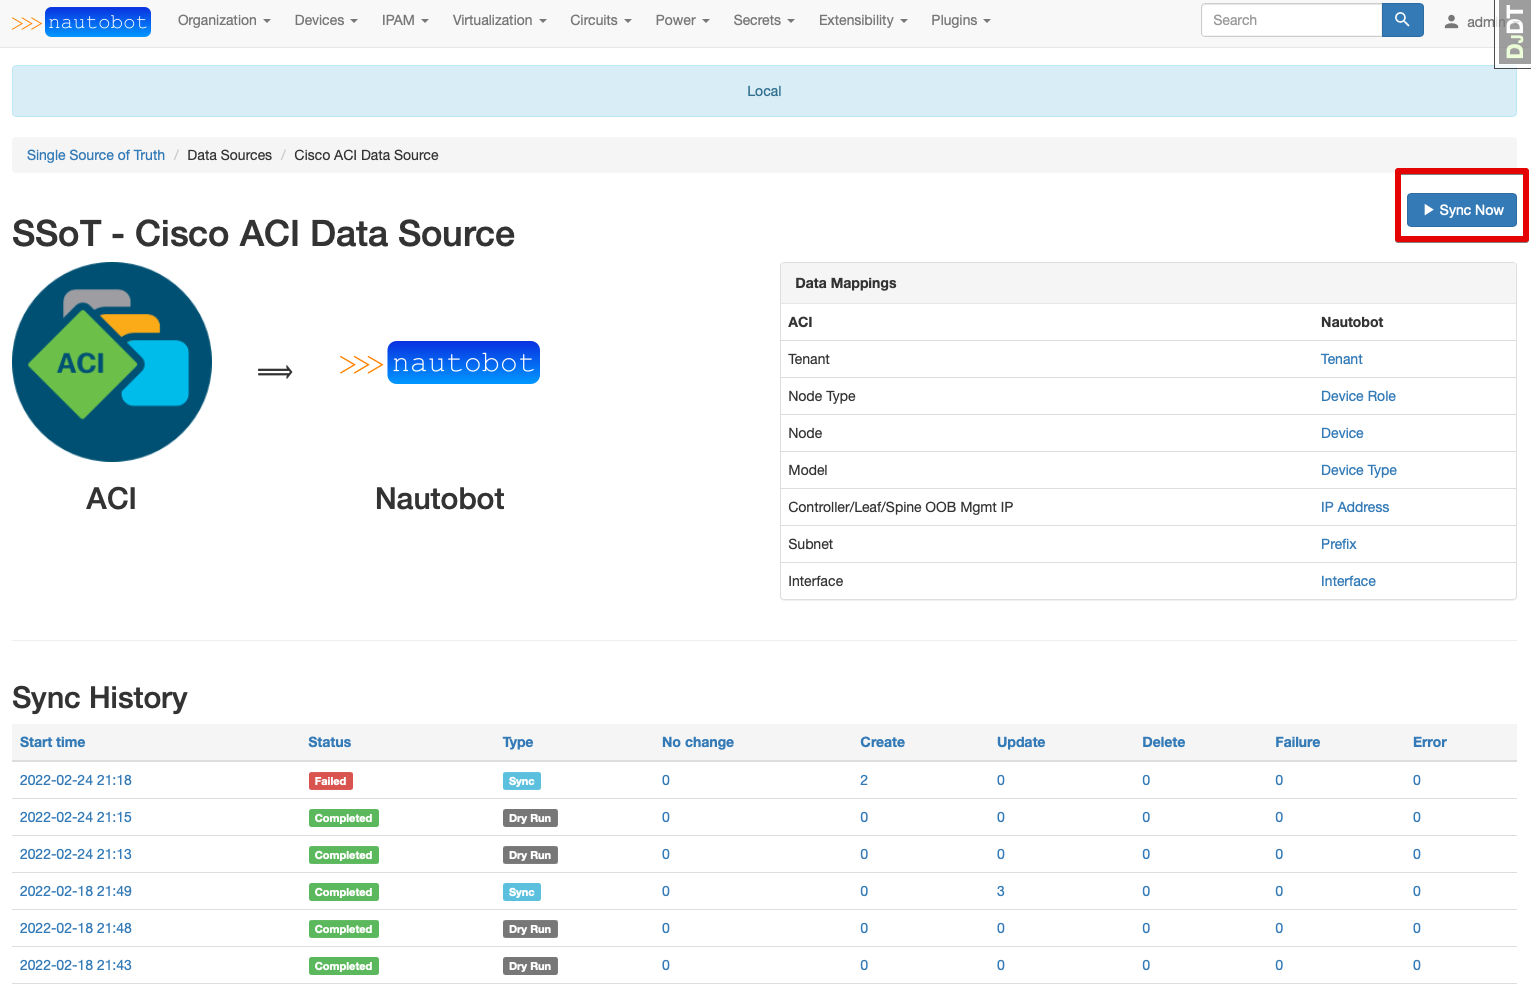 >>> nautobot Organization Devices IPAM Virtualization Circuits Power Secrets Extensibility Plugins Search admin DJDT
Local
Single Source of Truth / Data Sources / Cisco ACI Data Source
Sync Now
SSoT - Cisco ACI Data Source
ACI
>>> nautobot
ACI
Nautobot
Data Mappings
ACI Nautobot
Tenant Tenant
Node Type Device Role
Node Device
Model Device Type
Controller/Leaf/Spine OOB Mgmt IP IP Address
Subnet Prefix
Interface Interface
Sync History
Start time Status Type No change Create Update Delete Failure Error
2022-02-24 21:18 Failed Sync 0 2 0 0 0 0
2022-02-24 21:15 Completed Dry Run 0 0 0 0 0 0
2022-02-24 21:13 Completed Dry Run 0 0 0 0 0 0
2022-02-18 21:49 Completed Sync 0 0 3 0 0 0
2022-02-18 21:48 Completed Dry Run 0 0 0 0 0 0
2022-02-18 21:43 Completed Dry Run 0 0 0 0 0 0